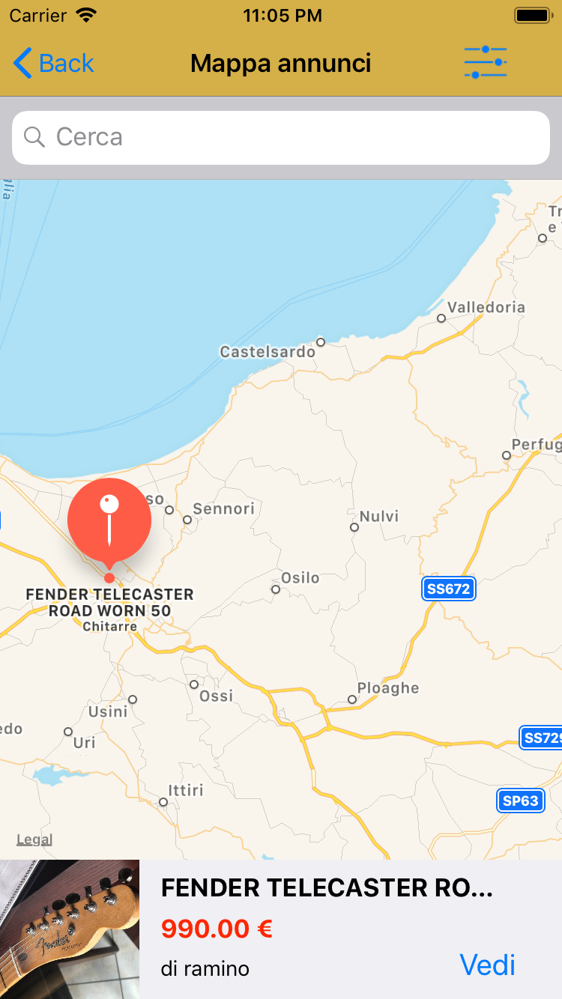 Carrier 11:05 PM
Back Mappa annunci
Cerca
glia
Tr
e
Valledoria
Castelsardo
Perfug
so
Sennori
Nulvi
Osilo
SS672
FENDER TELECASTER
ROAD WORN 50
Chitarre
Ploaghe
Ossi
Usini
edo
Uri
SS729
Ittiri
SP63
Legal
FENDER TELECASTER RO...
990.00 €
di ramino
Vedi
Fender